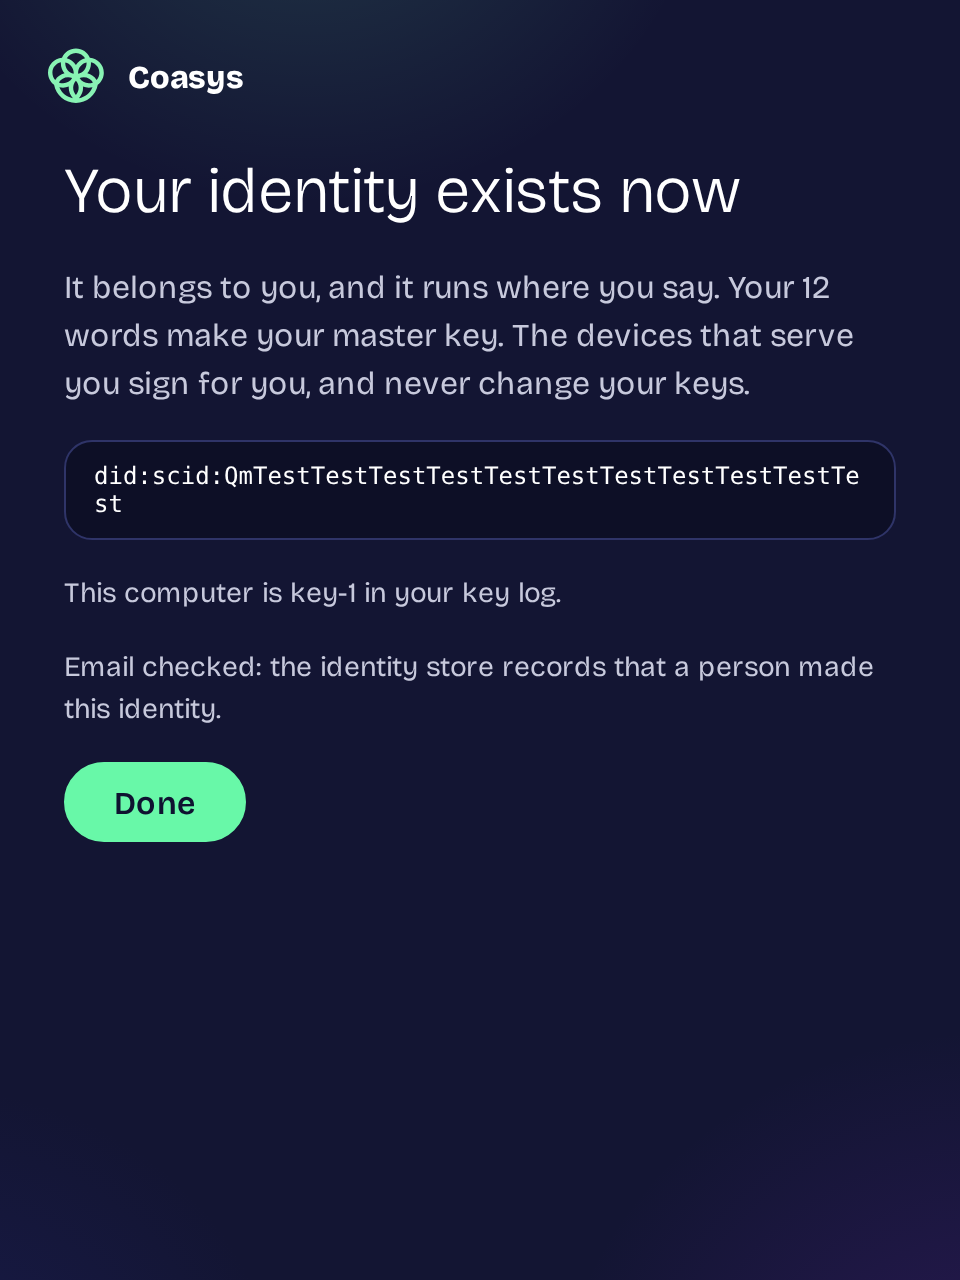 Coasys
Your identity exists now
It belongs to you, and it runs where you say. Your 12
words make your master key. The devices that serve
you sign for you, and never change your keys.
did:scid:QmTestTestTestTestTestTestTestTestTestTestTe
st
This computer is key-1 in your key log.
Email checked: the identity store records that a person made
this identity.
Done